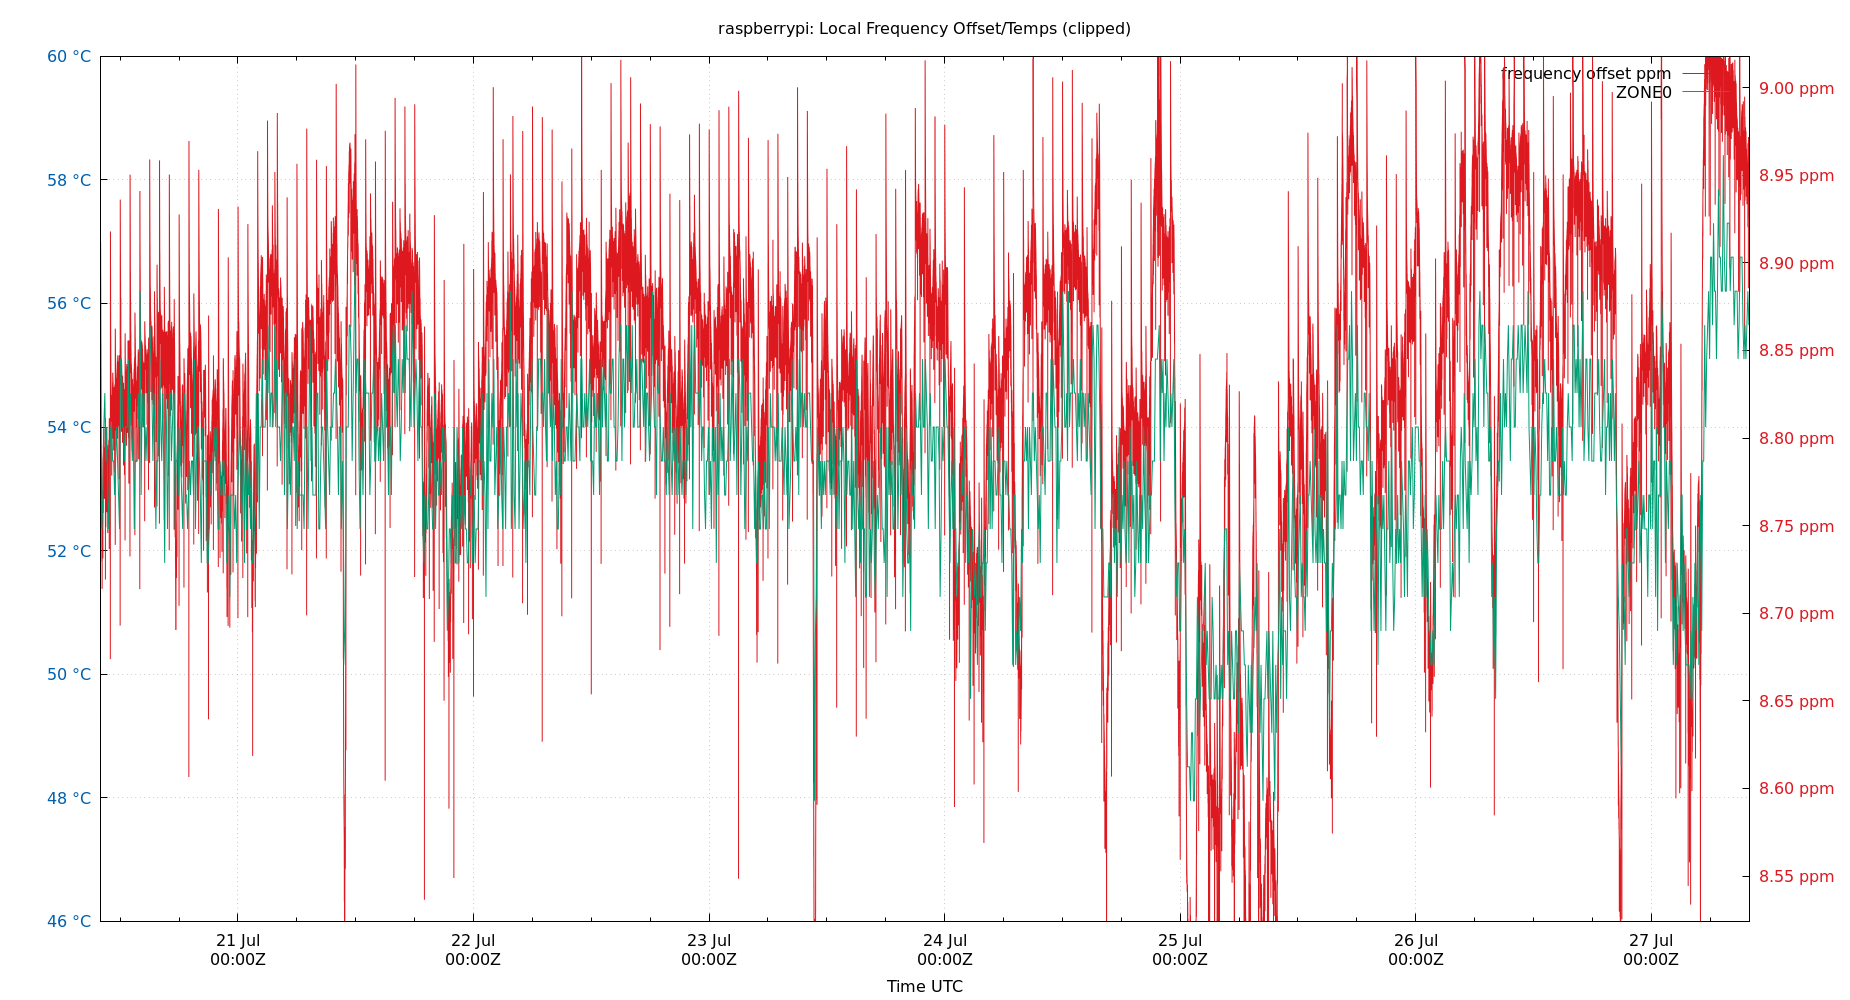 raspberrypi: Local Frequency Offset/Temps (clipped)
60 °C
58 °C
56 °C
54 °C
52 °C
50 °C
48 °C
46 °C
frequency offset ppm
ZONE0
9.00 ppm
8.95 ppm
8.90 ppm
8.85 ppm
8.80 ppm
8.75 ppm
8.70 ppm
8.65 ppm
8.60 ppm
8.55 ppm
21 Jul 22 Jul 23 Jul 24 Jul 25 Jul 26 Jul 27 Jul
00:00Z 00:00Z 00:00Z 00:00Z 00:00Z 00:00Z 00:00Z
Time UTC